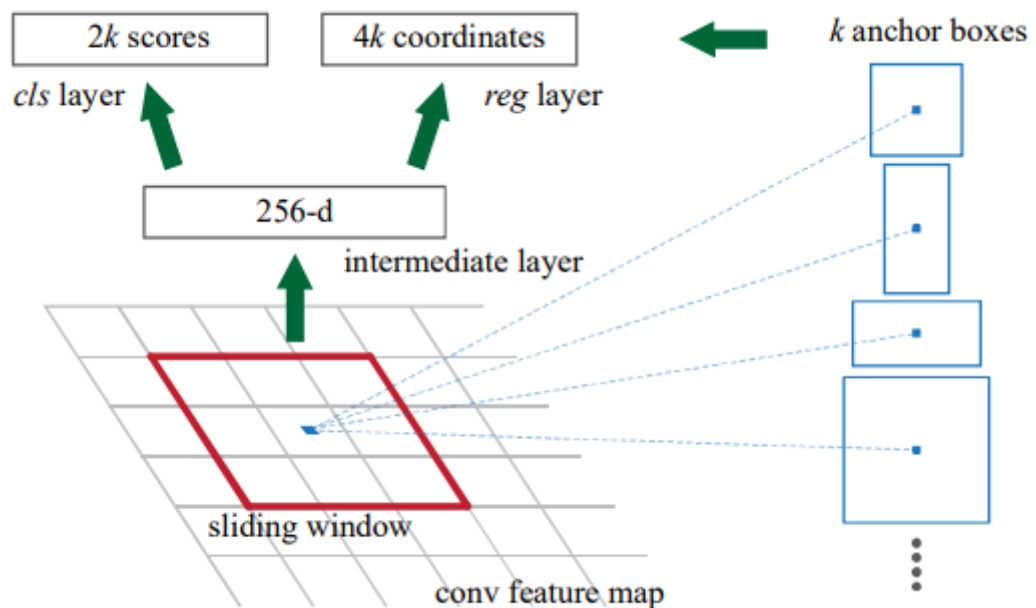 2k scores
4k coordinates
k anchor boxes
cls layer
reg layer
256-d
intermediate layer
sliding window
conv feature map